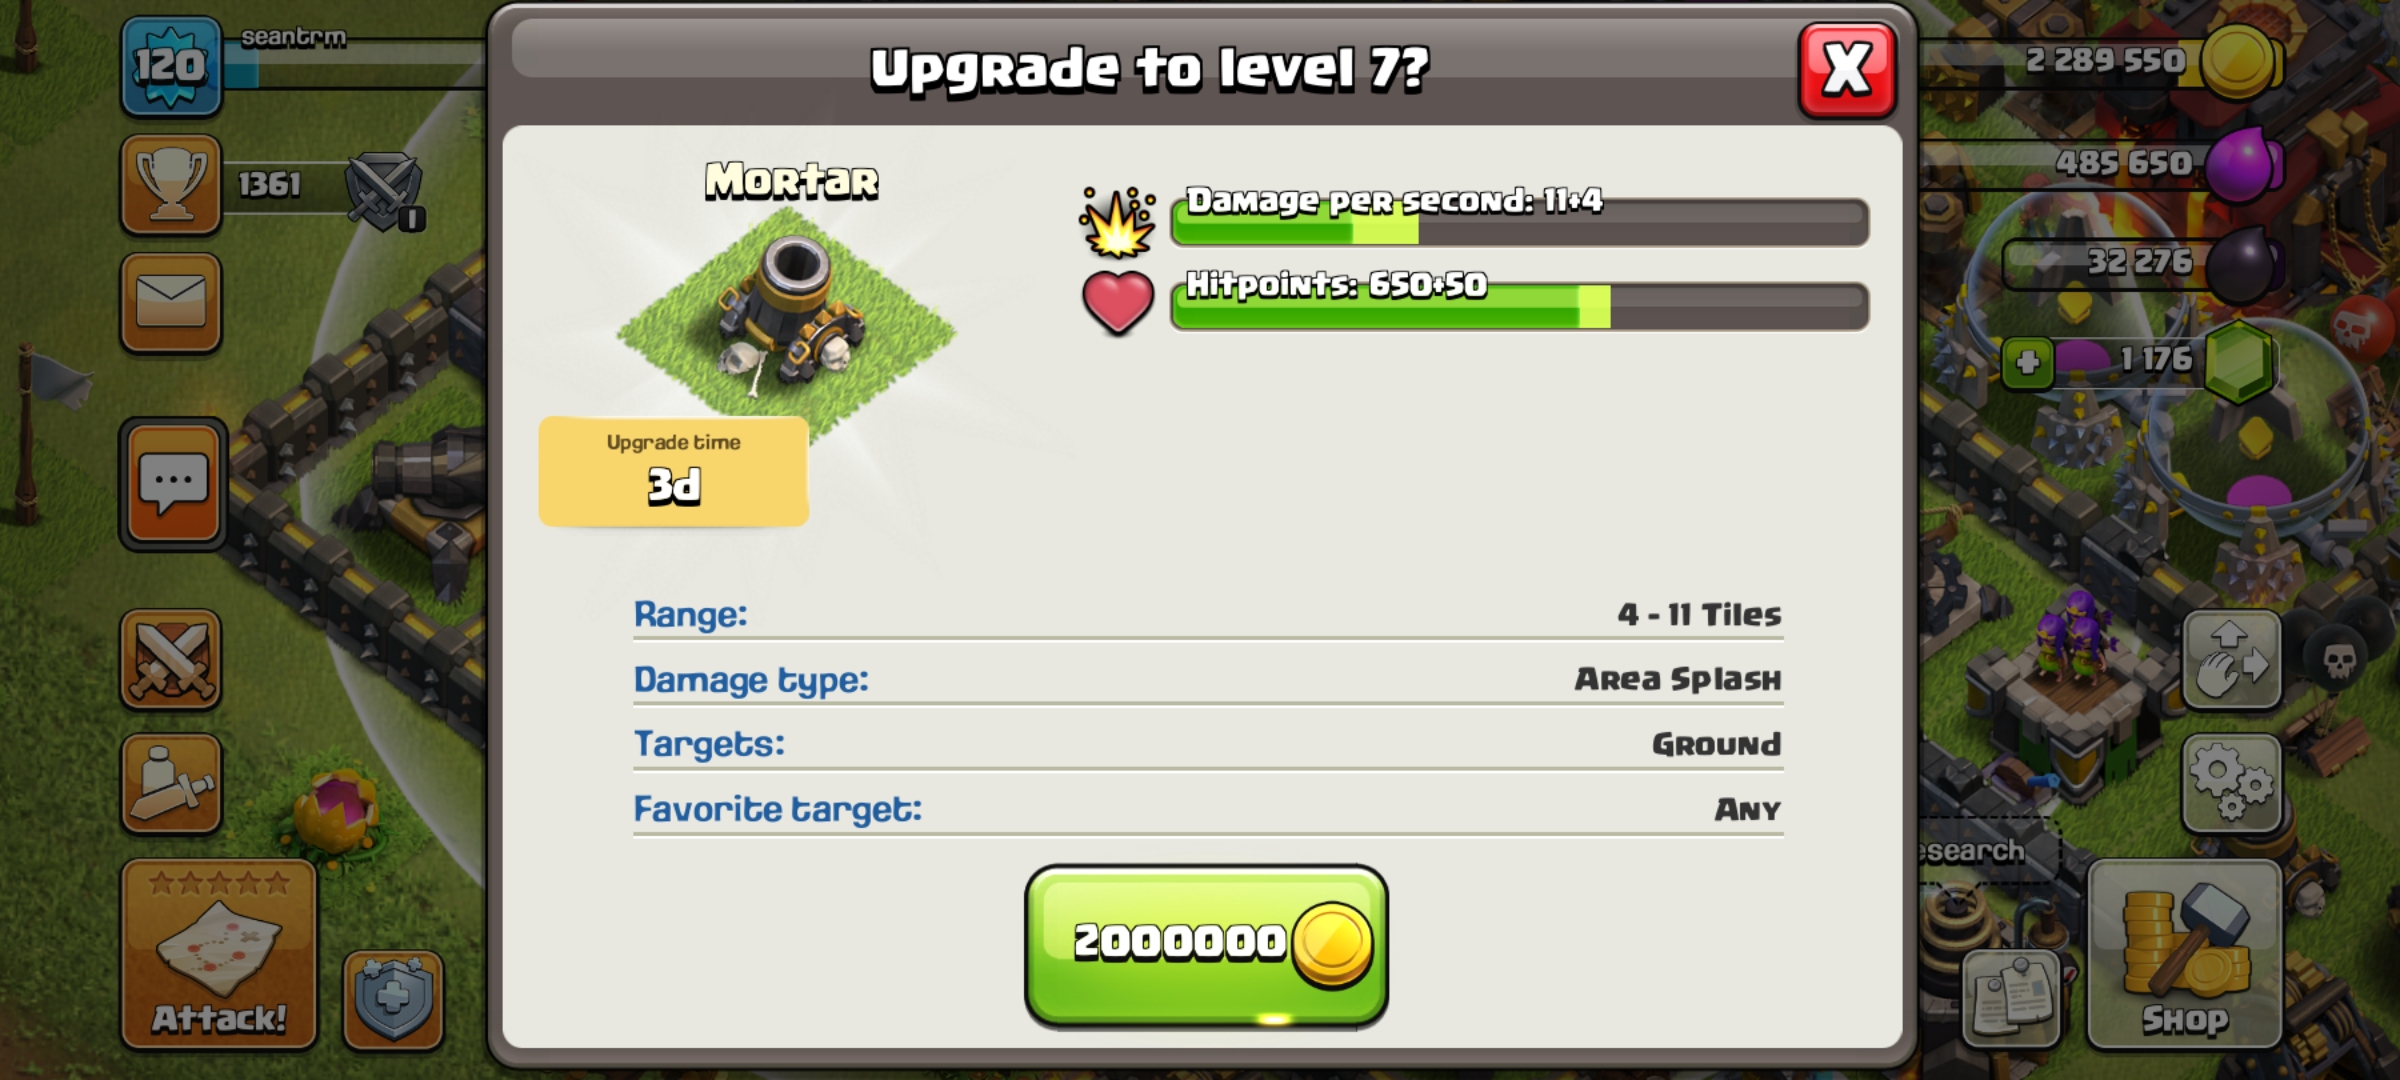 120
seantrm
Upgrade to level 7?
X
2 289 550
1361
I
Mortar
Damage per second: 11+4
485 650
Hitpoints: 650+50
32 276
1 176
Upgrade time
3d
Range: 4 - 11 Tiles
Damage type: Area Splash
Targets: Ground
Favorite target: Any
esearch
2000000
Attack!
Shop